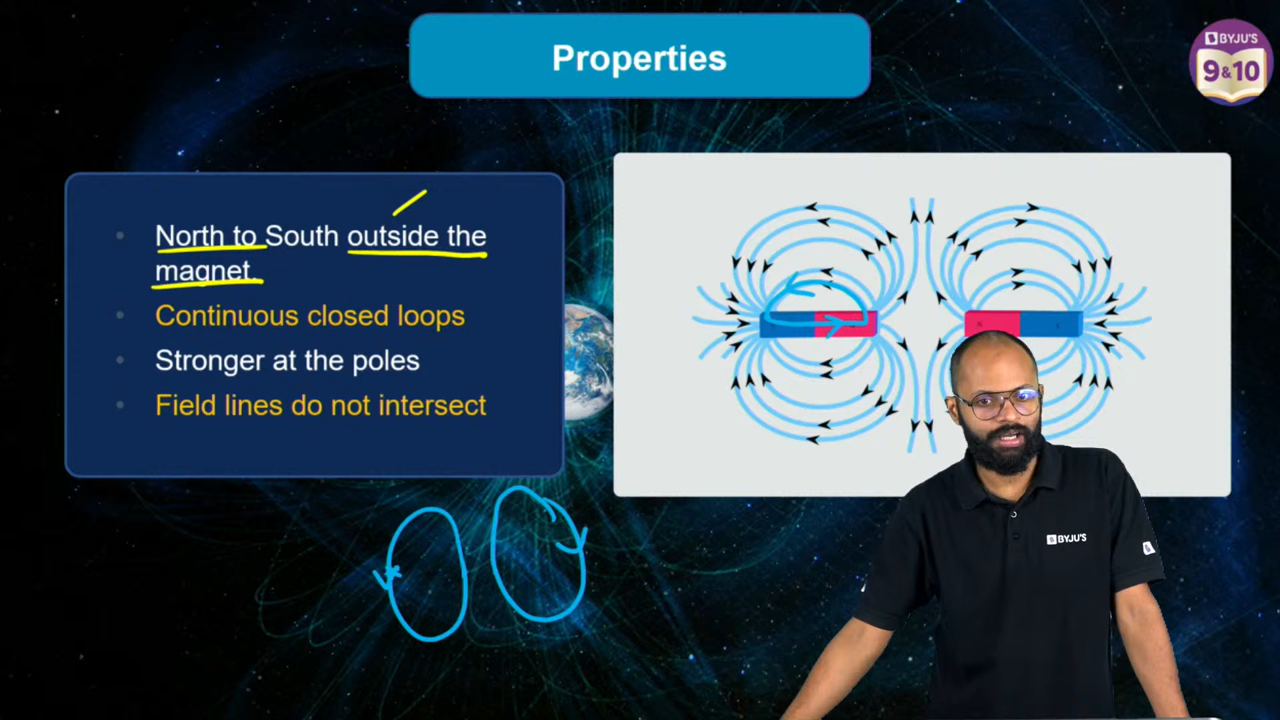 Properties
BYJU'S
9&10
North to South outside the
magnet.
Continuous closed loops
Stronger at the poles
Field lines do not intersect
BYJU'S